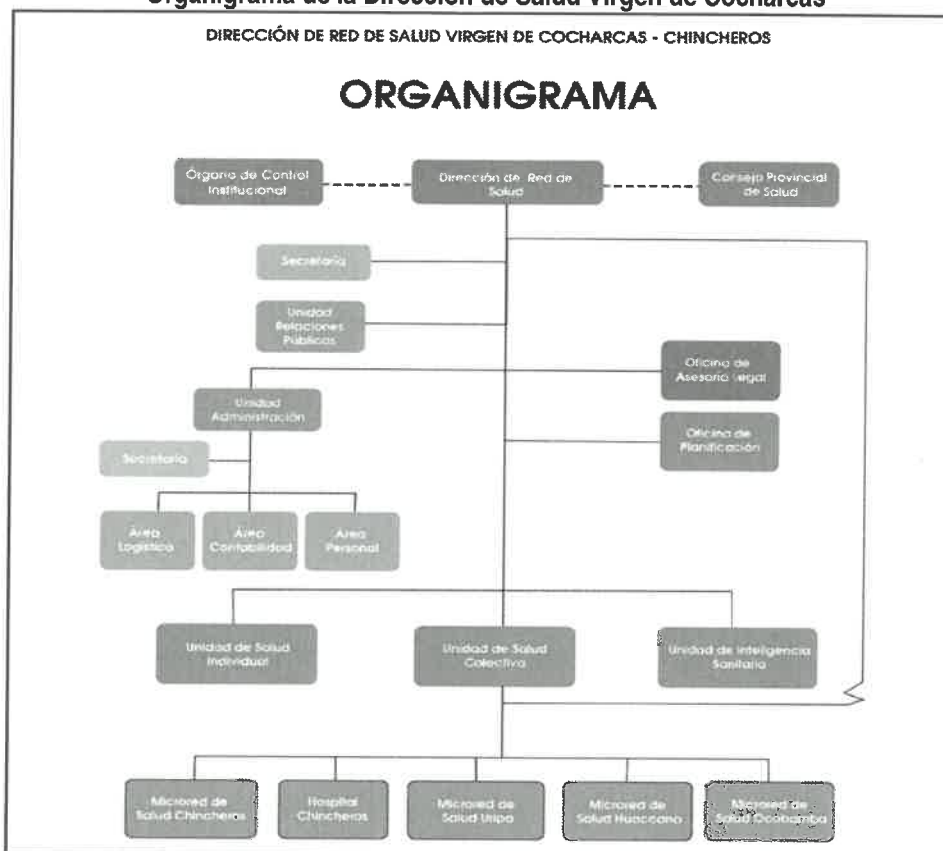 Organigrama de la Dirección de Salud Virgen de Cocharcas
DIRECCIÓN DE RED DE SALUD VIRGEN DE COCHARCAS - CHINCHEROS
ORGANIGRAMA
Órgano de Control
Institucional
Dirección de Red de
Salud
Consejo Provincial
de Salud
Secretaría
Unidad
Relaciones
Públicas
Oficina de
Asesoria Legal
Unidad
Administración
Oficina de
Planificación
Secretaría
Área
Logística
Área
Contabilidad
Área
Personal
Unidad de Salud
Individual
Unidad de Salud
Colectiva
Unidad de Inteligencia
Sanitaria
Microred de
Salud Chincheros
Hospital
Chincheros
Microred de
Salud Uripa
Microred de
Salud Huaccana
Microred de
Salud Ocobamba